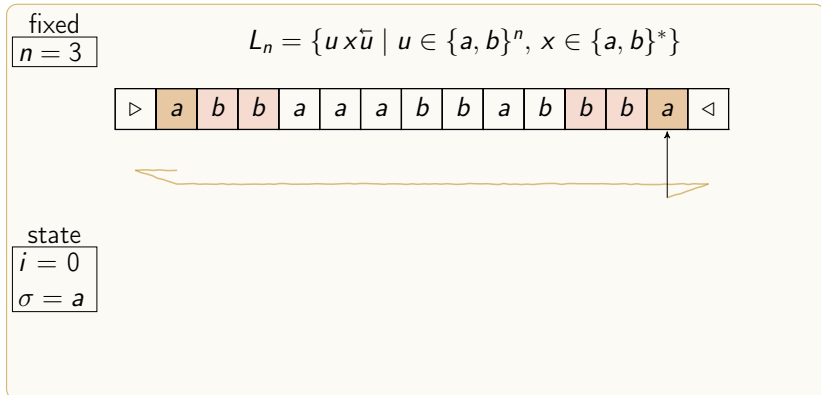 fixed
n = 3
L_n = {u x u⃖ | u ∈ {a, b}^n, x ∈ {a, b}*}
▷ a b b a a a b b a b b b a ◁
state
i = 0
σ = a